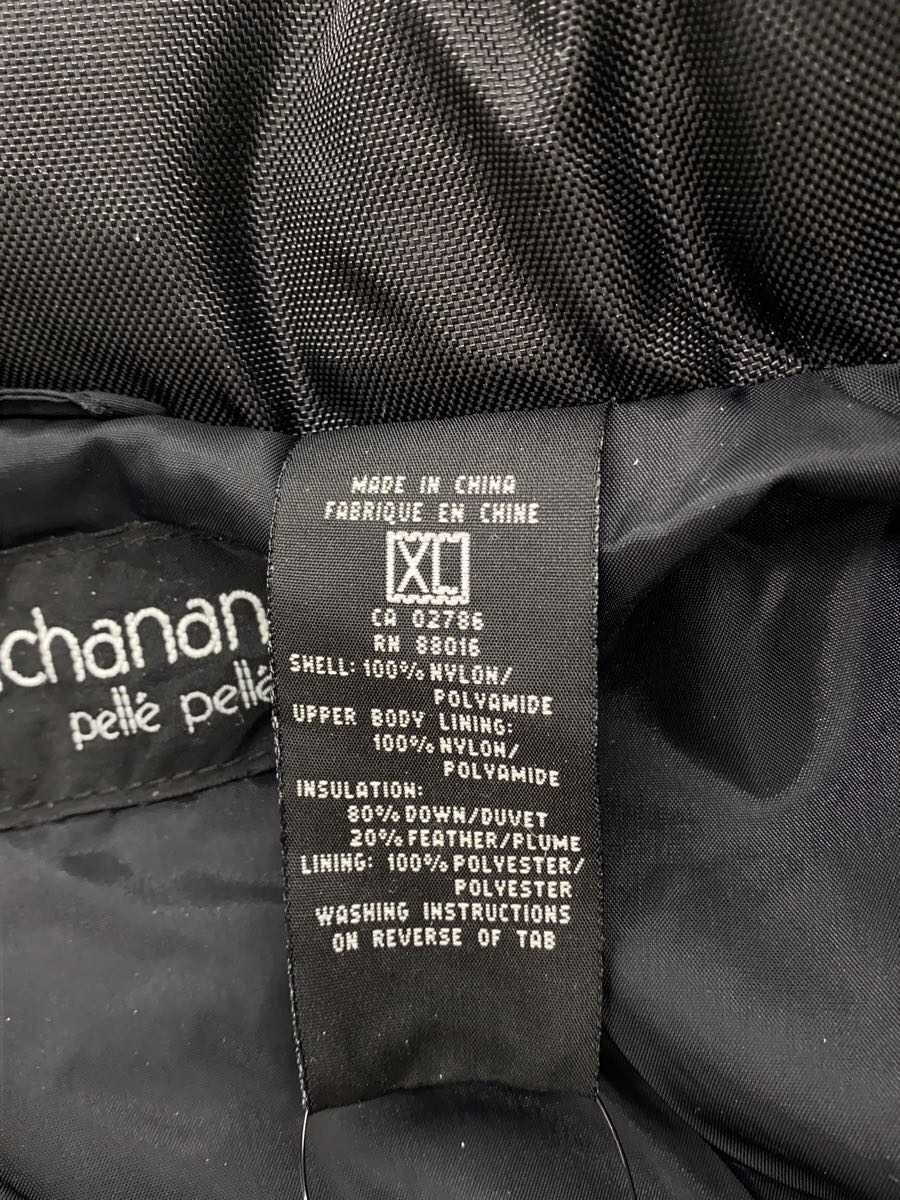 MADE IN CHINA
FABRIQUE EN CHINE
XL
CA 02786
RN 88016
SHELL: 100% NYLON/
POLYAMIDE
UPPER BODY LINING:
100% NYLON/
POLYAMIDE
INSULATION:
80% DOWN/DUVET
20% FEATHER/PLUME
LINING: 100% POLYESTER/
POLYESTER
WASHING INSTRUCTIONS
ON REVERSE OF TAB
chanan
pellé pellé